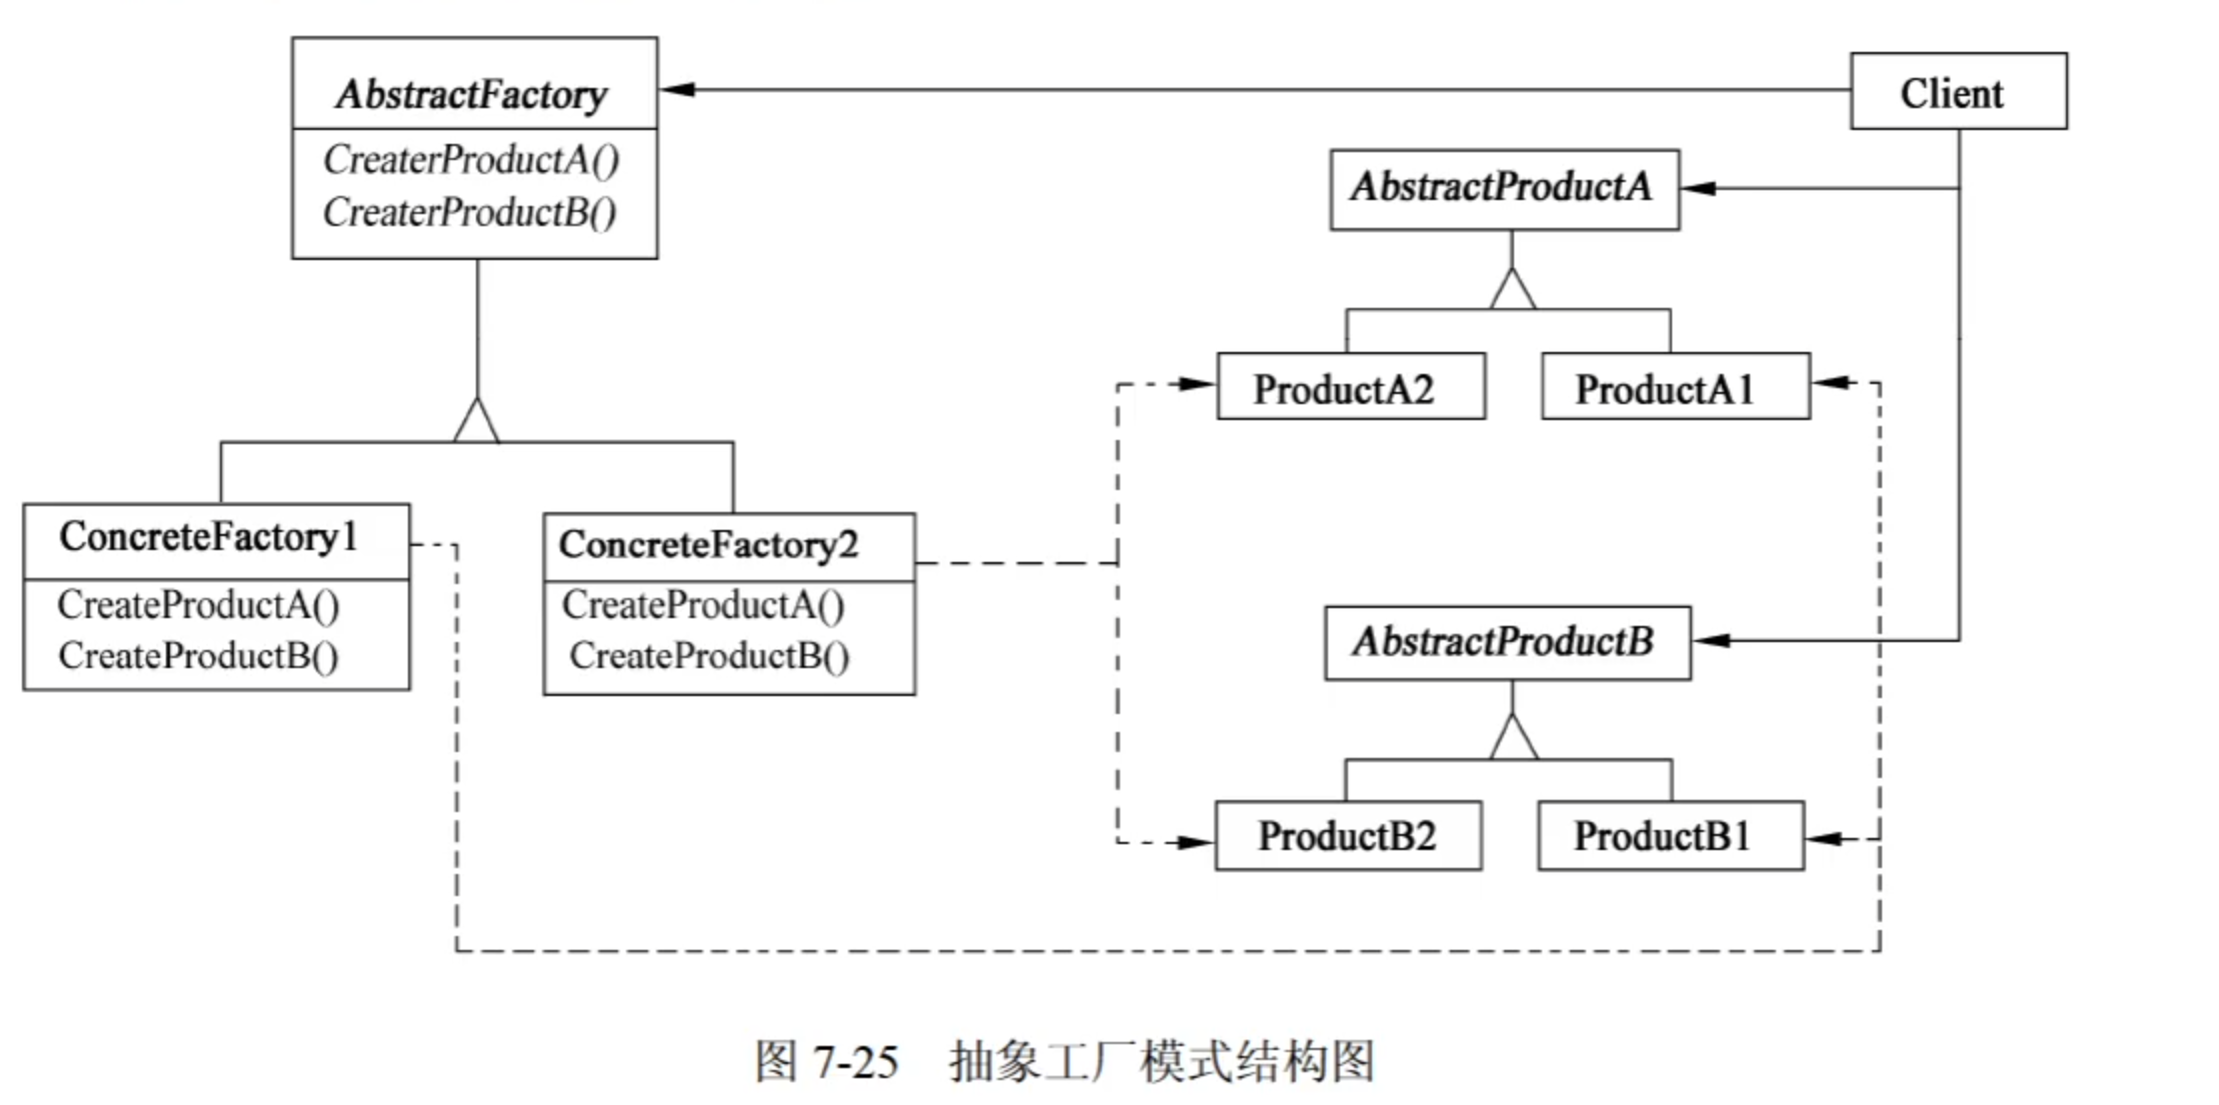 AbstractFactory
CreaterProductA()
CreaterProductB()
Client
AbstractProductA
ProductA2
ProductA1
ConcreteFactory1
CreateProductA()
CreateProductB()
ConcreteFactory2
CreateProductA()
CreateProductB()
AbstractProductB
ProductB2
ProductB1
图 7-25 抽象工厂模式结构图